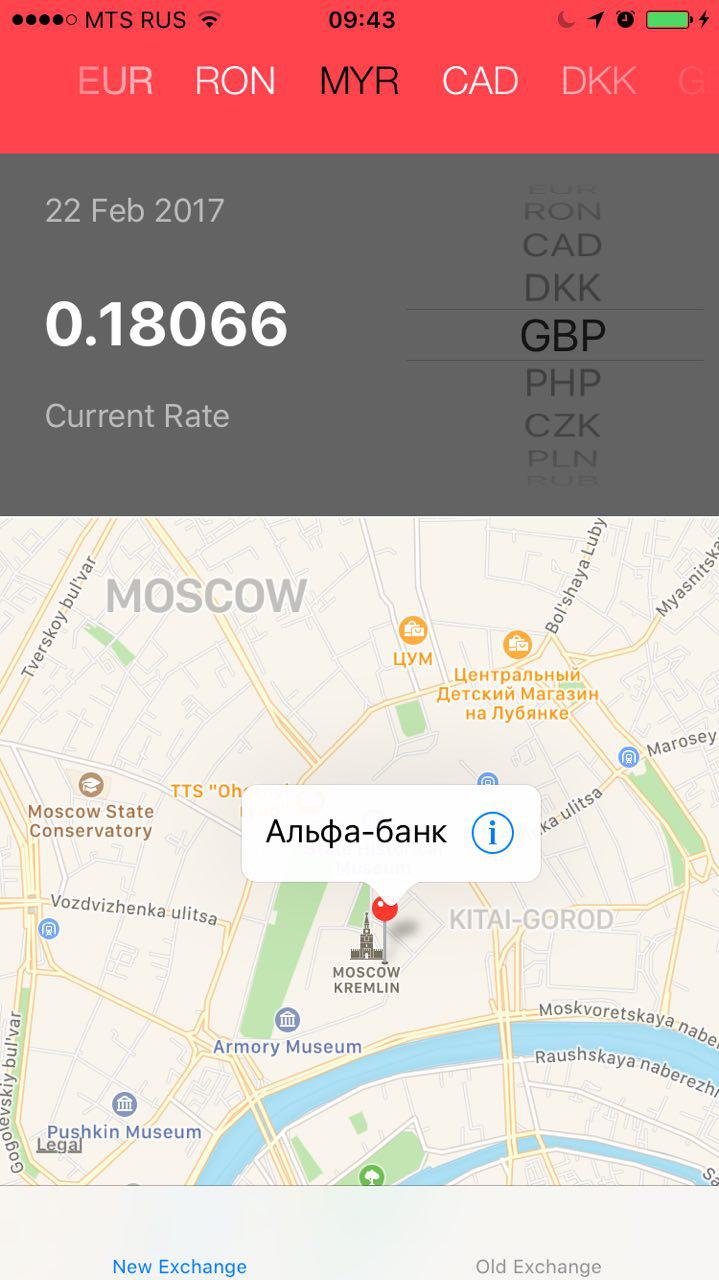 MTS RUS 09:43
EUR RON MYR CAD DKK
22 Feb 2017
0.18066
Current Rate
EUR
RON
CAD
DKK
GBP
PHP
CZK
PLN
RUB
MOSCOW
Tverskoy bul'var
Bol'shaya Luby
Myasnitska
ЦУМ
Центральный
Детский Магазин
на Лубянке
Marosey
Moscow State
Conservatory
TTS "Oh
ka ulitsa
Альфа-банк
Museum
Vozdvizhenka ulitsa
KITAI-GOROD
MOSCOW
KREMLIN
Armory Museum
Moskvoretskaya nabe
Raushskaya naberezh
Gogolevskiy bul'var
Pushkin Museum
Legal
New Exchange
Old Exchange